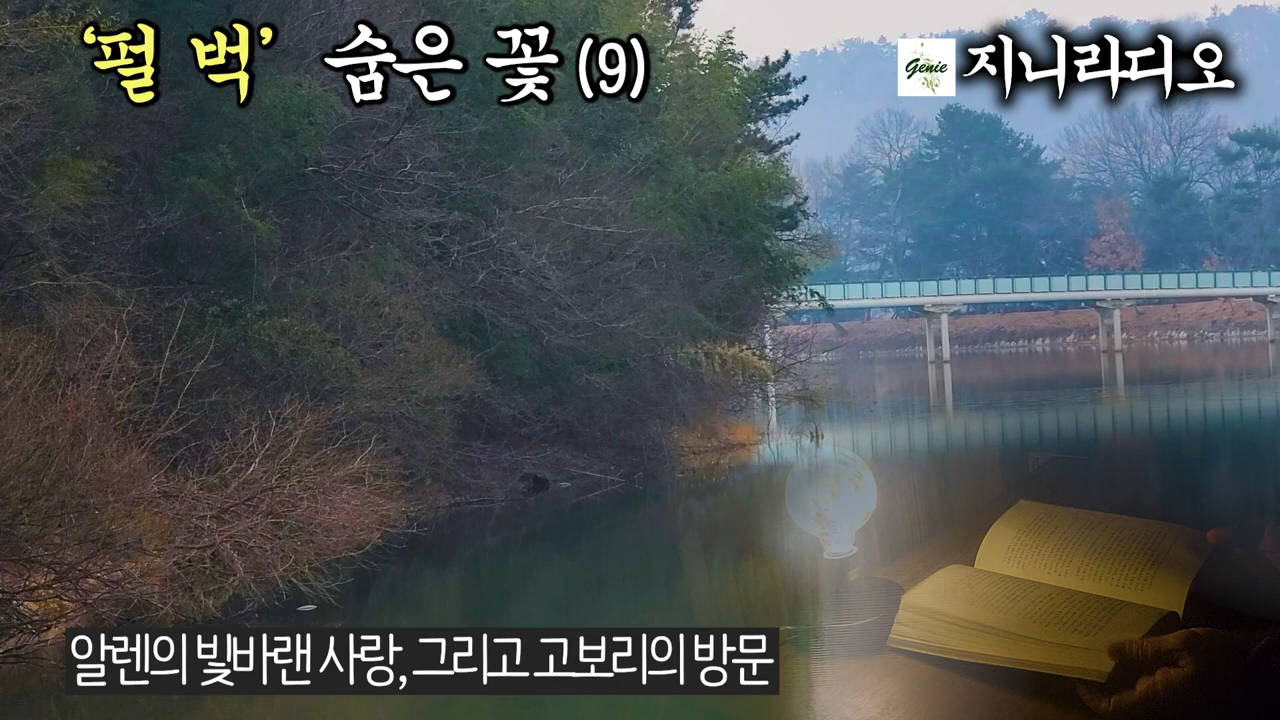 ‘펄 벅’ 숨은 꽃 (9)
Genie 지니라디오
알렌의 빛바랜 사랑, 그리고 고보리의 방문